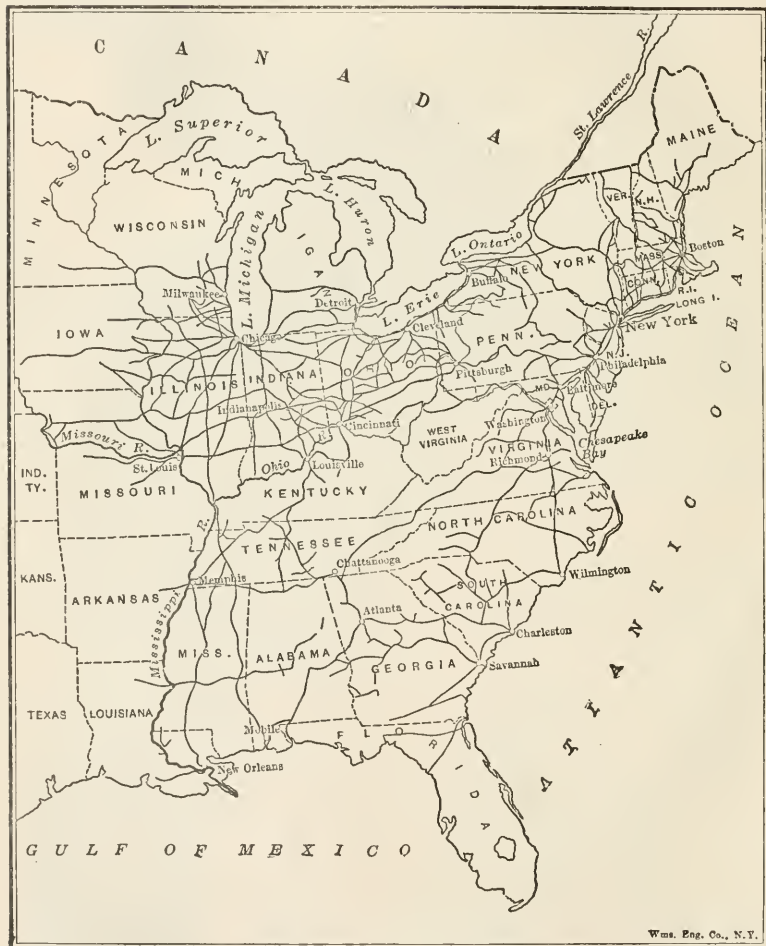 CANADA
St. Lawrence R.
MAINE
MINNESOTA
L. Superior
MICHIGAN
L. Huron
WISCONSIN
L. Michigan
VER.
N.H.
L. Ontario
NEW YORK
MASS.
Boston
CONN.
R.I.
LONG I.
Milwaukee
Detroit
Buffalo
L. Erie
Cleveland
New York
IOWA
Chicago
PENN.
N.J.
Philadelphia
ILLINOIS
INDIANA
OHIO
Pittsburgh
MD.
Baltimore
DEL.
Indianapolis
Cincinnati
WEST
VIRGINIA
Washington
Missouri R.
St. Louis
Ohio
R.
Louisville
VIRGINIA
Richmond
Chesapeake
Bay
IND.
TY.
MISSOURI
KENTUCKY
NORTH CAROLINA
TENNESSEE
Chattanooga
KANS.
ARKANSAS
Memphis
Mississippi
R.
SOUTH
CAROLINA
Wilmington
Atlanta
Charleston
MISS.
ALABAMA
GEORGIA
Savannah
TEXAS
LOUISIANA
Mobile
FLORIDA
New Orleans
ATLANTIC OCEAN
GULF OF MEXICO
Wms. Eng. Co., N.Y.